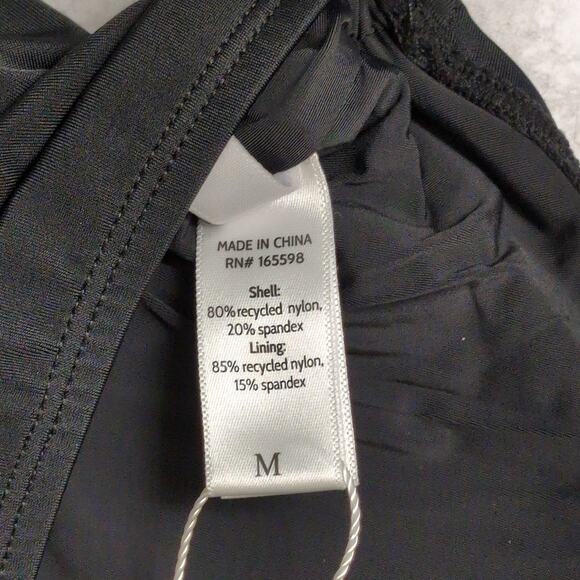 MADE IN CHINA
RN# 165598
Shell:
80% recycled nylon,
20% spandex
Lining:
85% recycled nylon,
15% spandex
M